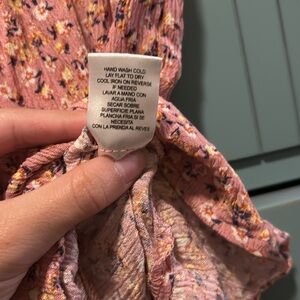 •HAND WASH COLD
LAY FLAT TO DRY
COOL IRON ON REVERSE
IF NEEDED
LAVAR A MANO CON
AGUA FRIA
SECAR SOBRE
SUPERFICIE PLANA
PLANCHA FRIA SI SE
NECESITA
CON LA PRENDA AL REVES